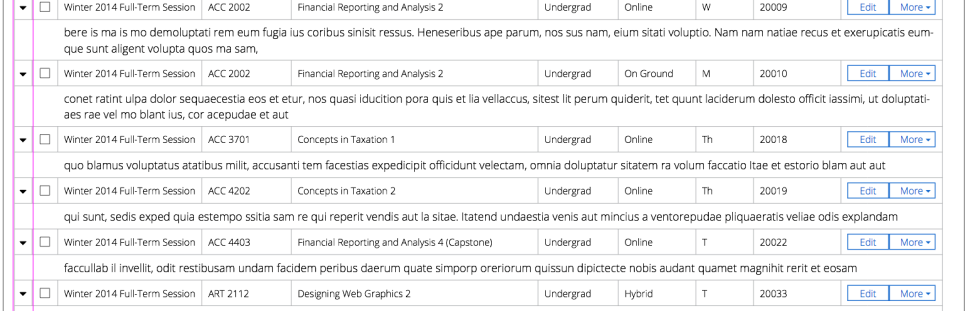 Winter 2014 Full-Term Session ACC 2002 Financial Reporting and Analysis 2 Undergrad Online W 20009 Edit More
bere is ma is mo demoluptati rem eum fugia ius coribus sinisit ressus. Heneseribus ape parum, nos sus nam, eium sitati voluptio. Nam nam natiae recus et exerupicatis eum-
que sunt aligent volupta quos ma sam,
Winter 2014 Full-Term Session ACC 2002 Financial Reporting and Analysis 2 Undergrad On Ground M 20010 Edit More
conet ratint ulpa dolor sequaecestia eos et etur, nos quasi iducition pora quis et lia vellaccus, sitest lit perum quiderit, tet quunt laciderum dolesto officit iassimi, ut doluptati-
aes rae vel mo blant ius, cor acepudae et aut
Winter 2014 Full-Term Session ACC 3701 Concepts in Taxation 1 Undergrad Online Th 20018 Edit More
quo blamus voluptatus atatibus milit, accusanti tem facestias expedicipit officidunt velectam, omnia doluptatur sitatem ra volum faccatio Itae et estorio blam aut aut
Winter 2014 Full-Term Session ACC 4202 Concepts in Taxation 2 Undergrad Online Th 20019 Edit More
qui sunt, sedis exped quia estempo ssitia sam re qui reperit vendis aut la sitae. Itatend undaestia venis aut mincius a ventorepudae pliquaeratis veliae odis explandam
Winter 2014 Full-Term Session ACC 4403 Financial Reporting and Analysis 4 (Capstone) Undergrad Online T 20022 Edit More
faccullab il invellit, odit restibusam undam facidem peribus daerum quate simporp oreriorum quissun dipictecte nobis audant quamet magnihit rerit et eosam
Winter 2014 Full-Term Session ART 2112 Designing Web Graphics 2 Undergrad Hybrid T 20033 Edit More